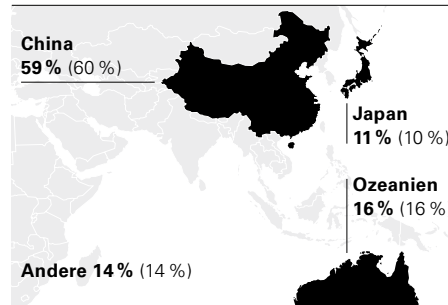 China
59 % (60 %)
Japan
11 % (10 %)
Ozeanien
16 % (16 %
Andere 14 % (14 %)